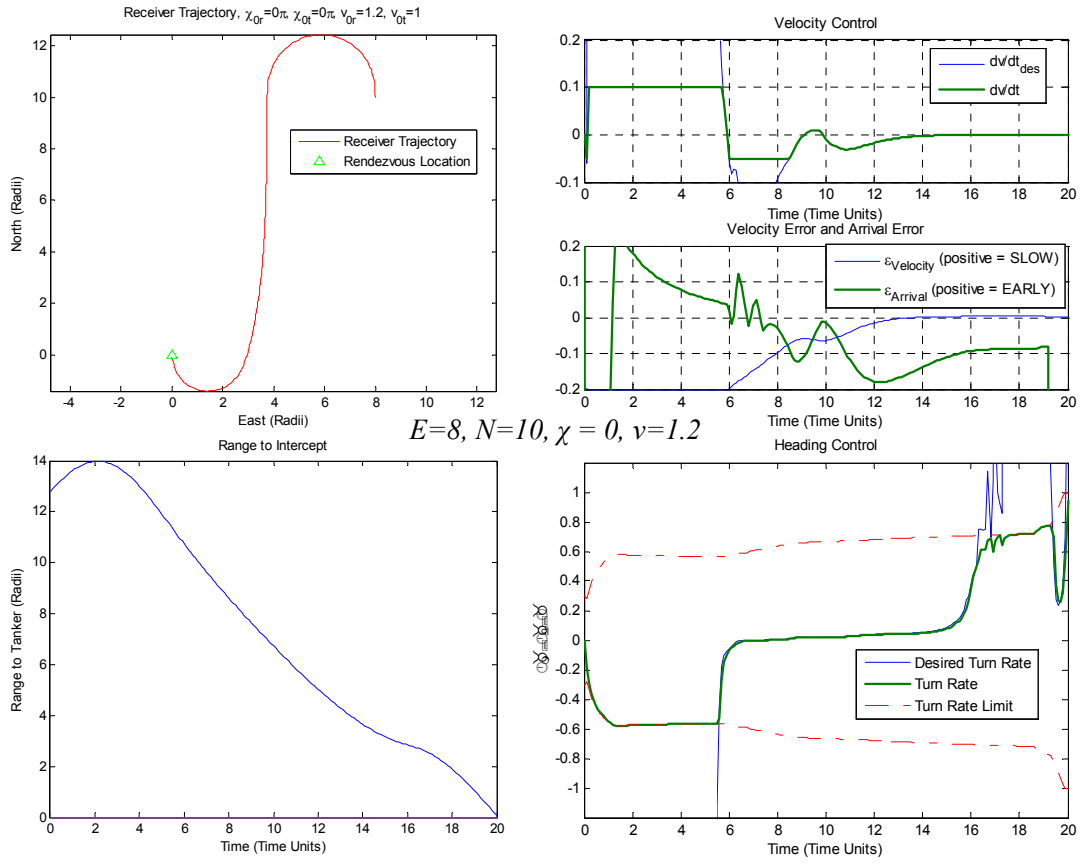 Receiver Trajectory, χ0r=0π, χ0t=0π, v0r=1.2, v0t=1
12
10
8
6
4
2
0
North (Radii)
-4 -2 0 2 4 6 8 10 12
East (Radii)
Receiver Trajectory
Rendezvous Location
Velocity Control
0.2
0.1
0
-0.1
0 2 4 6 8 10 12 14 16 18 20
Time (Time Units)
dv/dtdes
dv/dt
Velocity Error and Arrival Error
0.2
0.1
0
-0.1
-0.2
0 2 4 6 8 10 12 14 16 18 20
Time (Time Units)
εVelocity (positive = SLOW)
εArrival (positive = EARLY)
E=8, N=10, χ = 0, v=1.2
Range to Intercept
14
12
10
8
6
4
2
0
Range to Tanker (Radii)
0 2 4 6 8 10 12 14 16 18 20
Time (Time Units)
Heading Control
1
0.8
0.6
0.4
0.2
0
-0.2
-0.4
-0.6
-0.8
-1
0 2 4 6 8 10 12 14 16 18 20
Time (Time Units)
Desired Turn Rate
Turn Rate
Turn Rate Limit